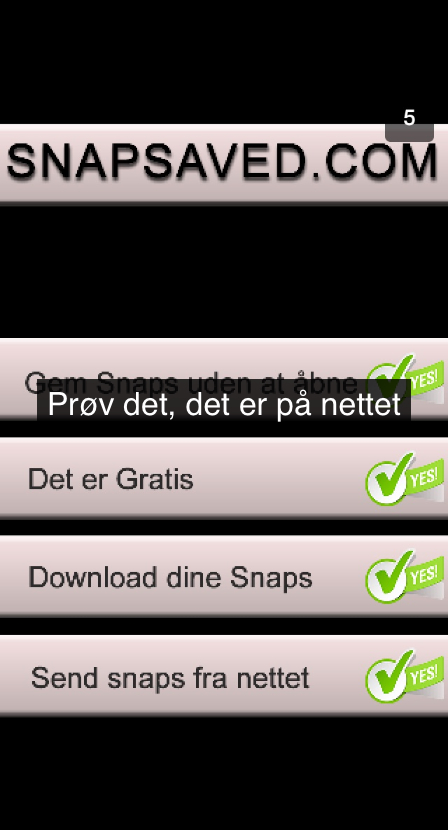 5
SNAPSAVED.COM
Gem Snaps uden at åbne
YES!
Prøv det, det er på nettet
Det er Gratis
YES!
Download dine Snaps
YES!
Send snaps fra nettet
YES!